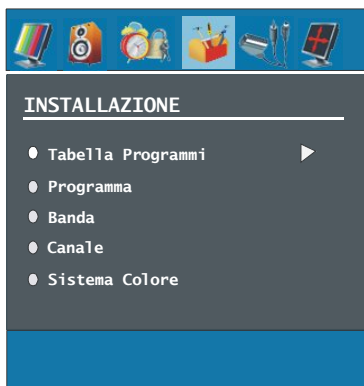 INSTALLAZIONE
Tabella Programmi
Programma
Banda
Canale
Sistema Colore